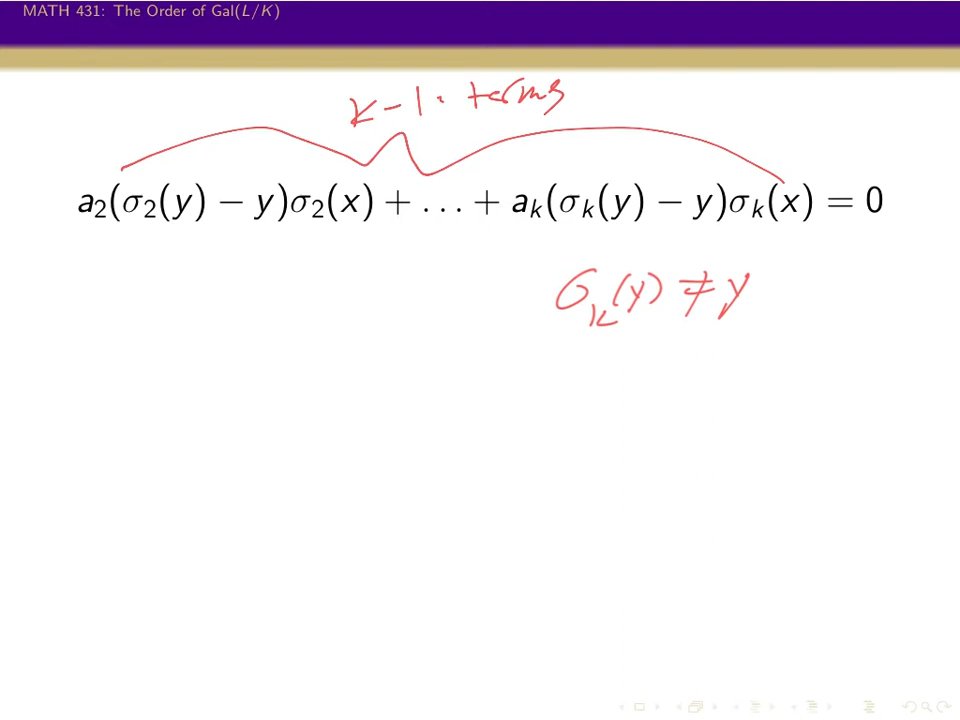 MATH 431: The Order of Gal(L/K)
k-1 terms
a₂(σ₂(y) − y)σ₂(x) + … + aₖ(σₖ(y) − y)σₖ(x) = 0
σₖ(y) ≠ y